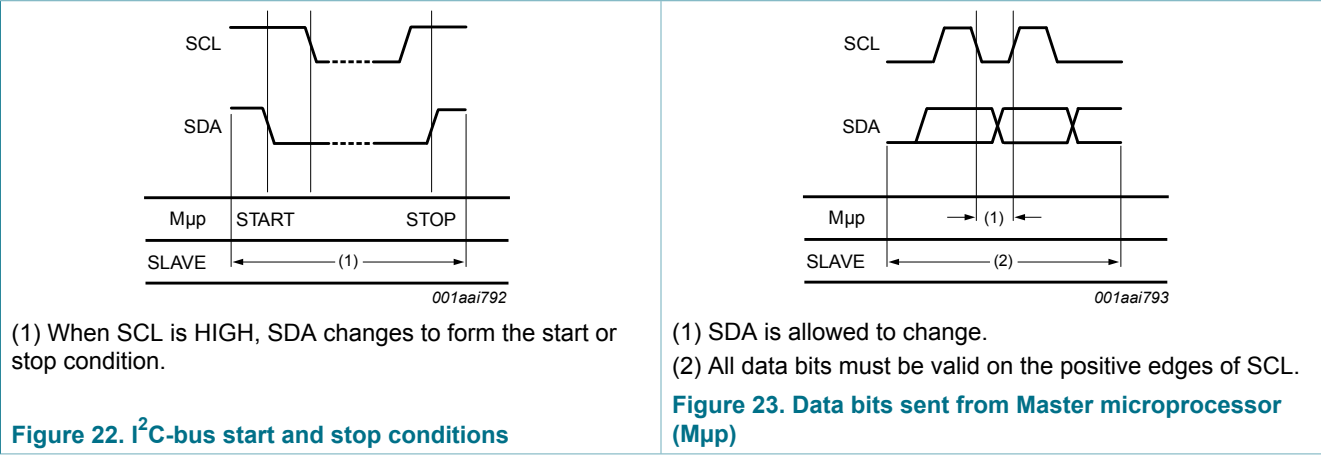 SCL
SDA
Mµp START STOP
SLAVE (1)
001aai792
(1) When SCL is HIGH, SDA changes to form the start or
stop condition.
Figure 22. I²C-bus start and stop conditions
SCL
SDA
Mµp (1)
SLAVE (2)
001aai793
(1) SDA is allowed to change.
(2) All data bits must be valid on the positive edges of SCL.
Figure 23. Data bits sent from Master microprocessor
(Mµp)